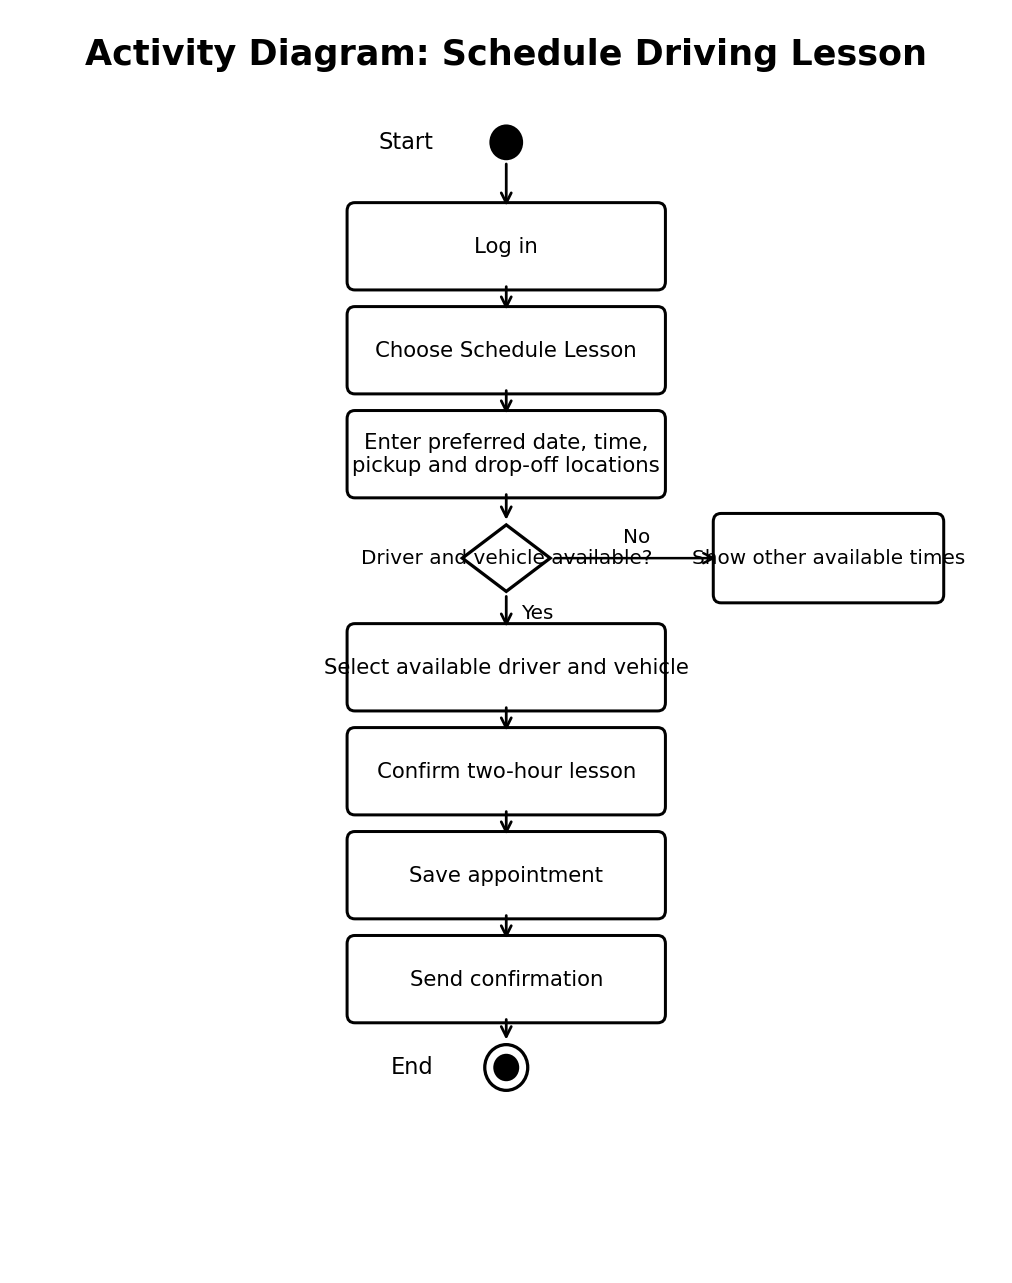 Activity Diagram: Schedule Driving Lesson
Start
Log in
Choose Schedule Lesson
Enter preferred date, time,
pickup and drop-off locations
No
Driver and vehicle available?
Show other available times
Yes
Select available driver and vehicle
Confirm two-hour lesson
Save appointment
Send confirmation
End